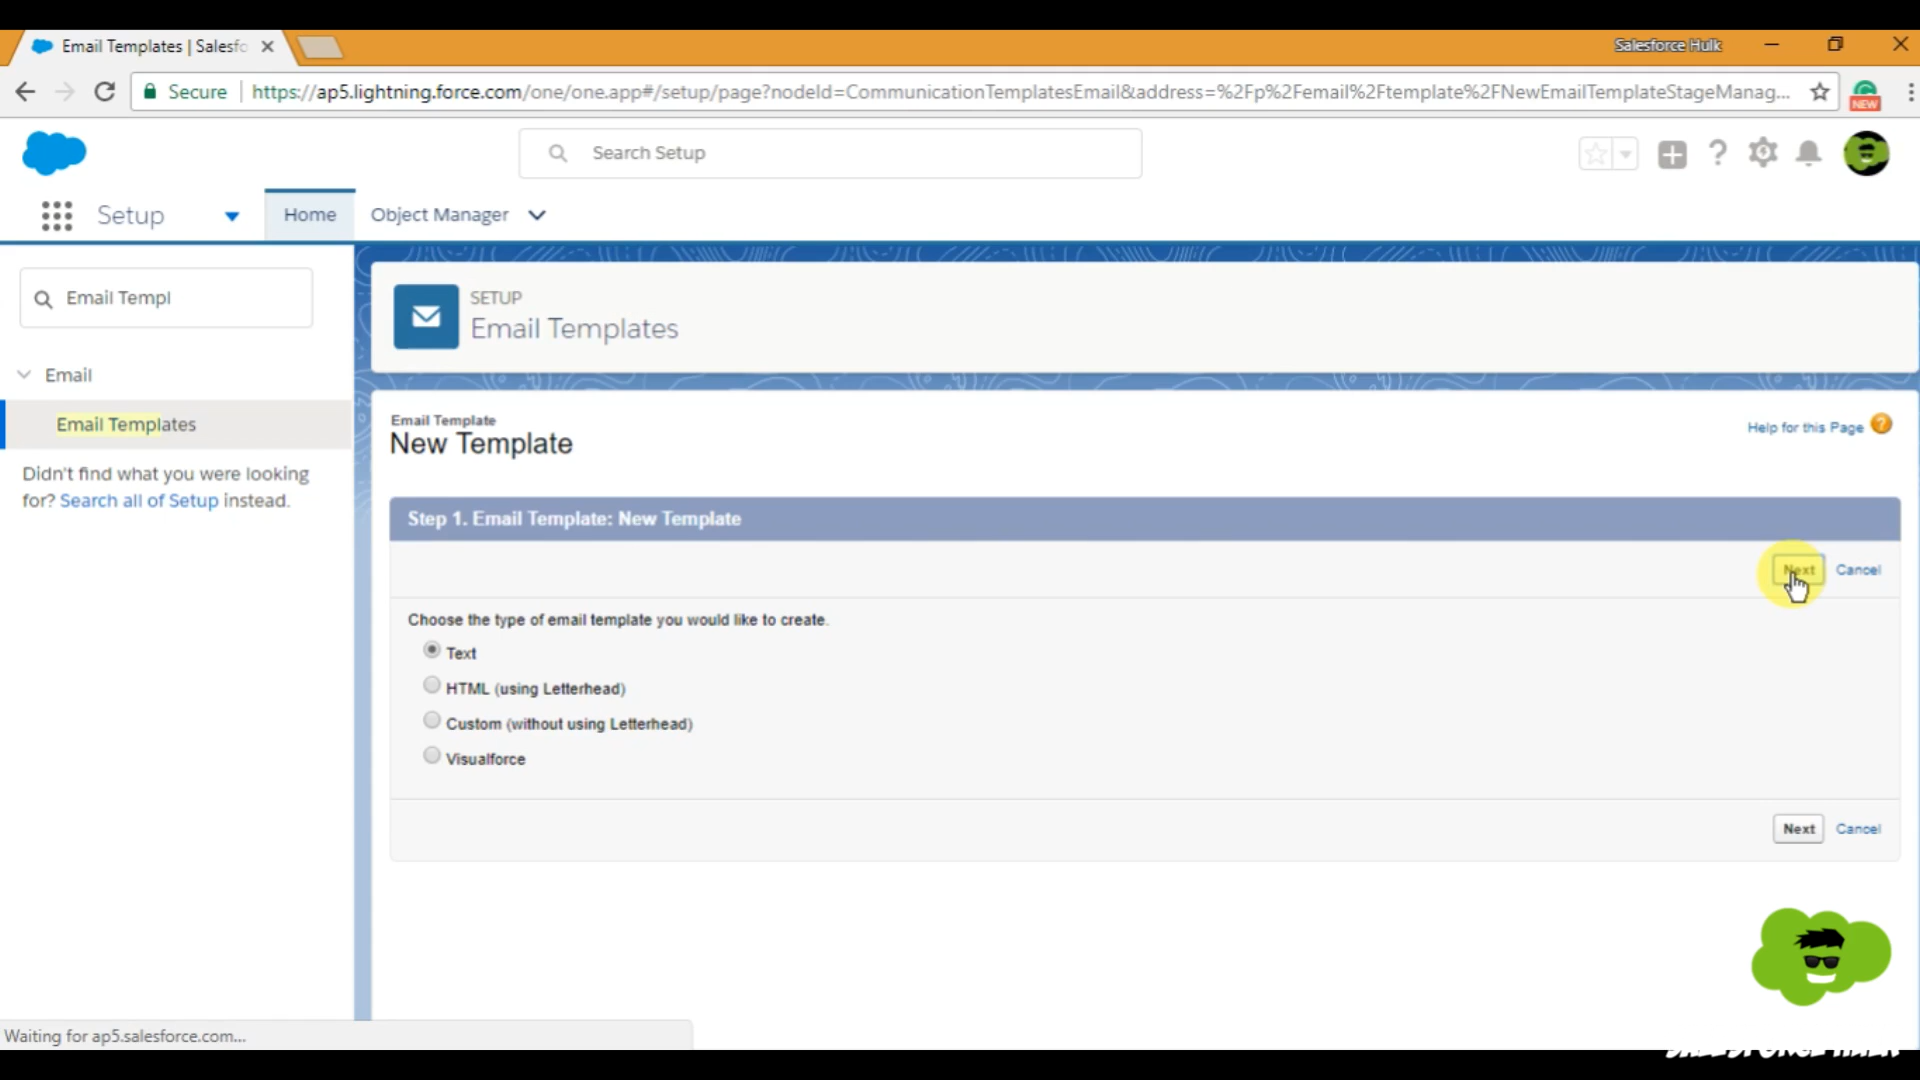 Email Templates | Salesfo
Salesforce Hulk
Secure
https://ap5.lightning.force.com/one/one.app#/setup/page?nodeId=CommunicationTemplatesEmail&address=%2Fp%2Femail%2Ftemplate%2FNewEmailTemplateStageManag...
NEW
Search Setup
Setup
Home
Object Manager
Email Templ
SETUP
Email Templates
Email
Email Templates
Didn't find what you were looking
for? Search all of Setup instead.
Email Template
New Template
Help for this Page ?
Step 1. Email Template: New Template
Next
Cancel
Choose the type of email template you would like to create.
Text
HTML (using Letterhead)
Custom (without using Letterhead)
Visualforce
Next
Cancel
Waiting for ap5.salesforce.com...